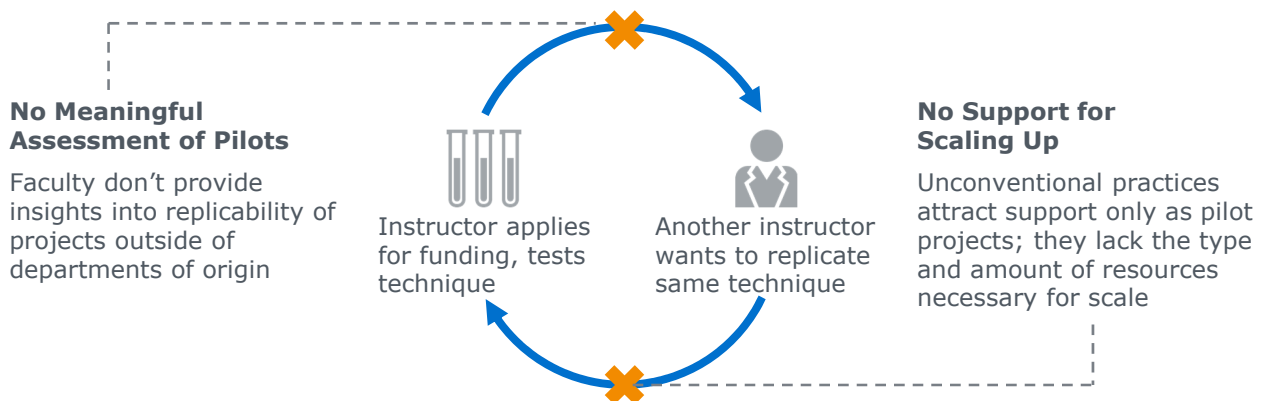 No Meaningful
Assessment of Pilots
Faculty don’t provide
insights into replicability of
projects outside of
departments of origin
Instructor applies
for funding, tests
technique
Another instructor
wants to replicate
same technique
No Support for
Scaling Up
Unconventional practices
attract support only as pilot
projects; they lack the type
and amount of resources
necessary for scale